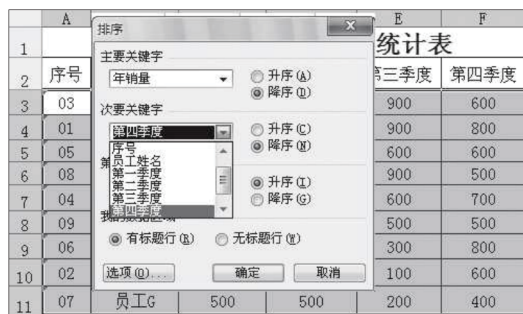 A E F
排序
1 统计表
主要关键字
2 序号 三季度 第四季度
年销量 升序(A)
降序(D)
3 03 900 600
次要关键字
4 01 第四季度 升序(C) 900 800
降序(N)
序号
5 05 员工姓名 600 600
第一季度
6 08 第二季度 升序(I) 900 500
7 04 第三季度 降序(G) 600 700
第四季度
8 09 我的数据区域 500 500
9 06 有标题行(R) 无标题行(W) 300 800
10 02 选项(O)... 确定 取消 100 600
11 07 员工G 500 500 200 400